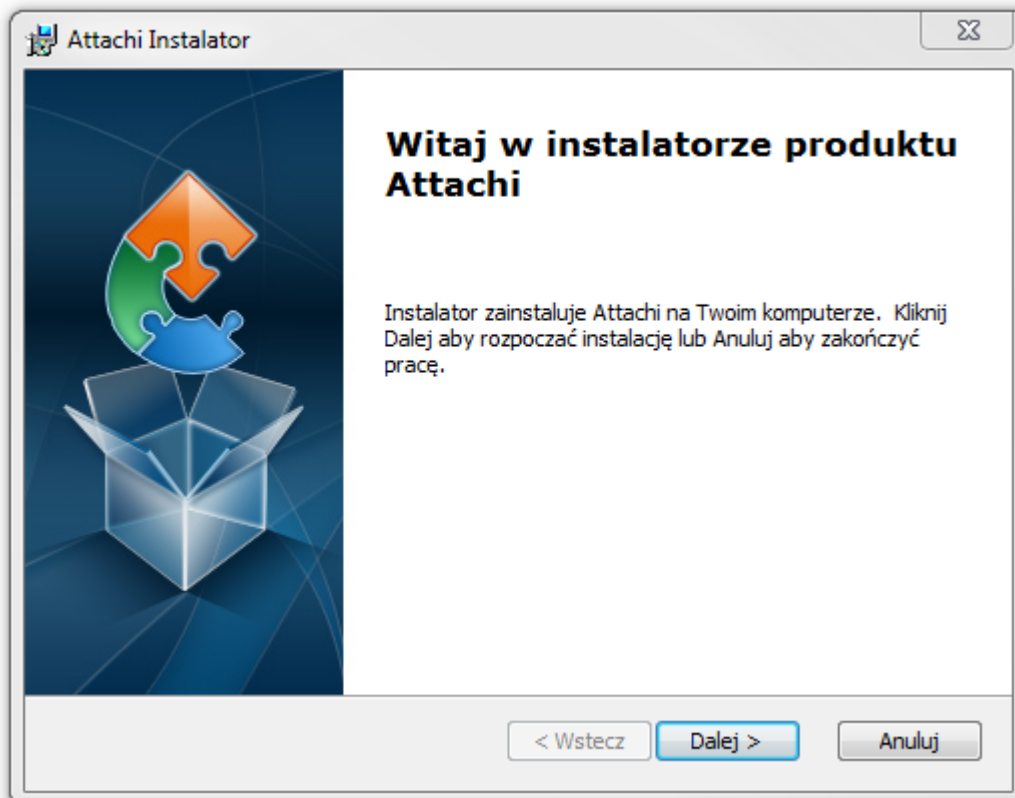 Attachi Instalator
Witaj w instalatorze produktu
Attachi
Instalator zainstaluje Attachi na Twoim komputerze. Kliknij
Dalej aby rozpoczać instalację lub Anuluj aby zakończyć
pracę.
< Wstecz
Dalej >
Anuluj